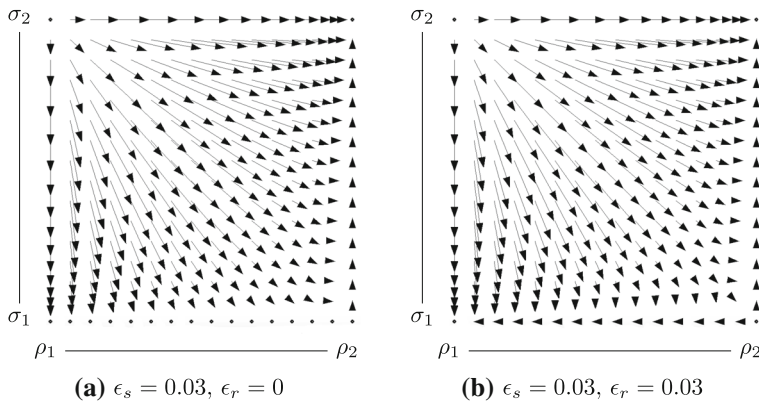 σ2 σ2
σ1 σ1
ρ1 ρ2 ρ1 ρ2
(a) ϵs = 0.03, ϵr = 0 (b) ϵs = 0.03, ϵr = 0.03